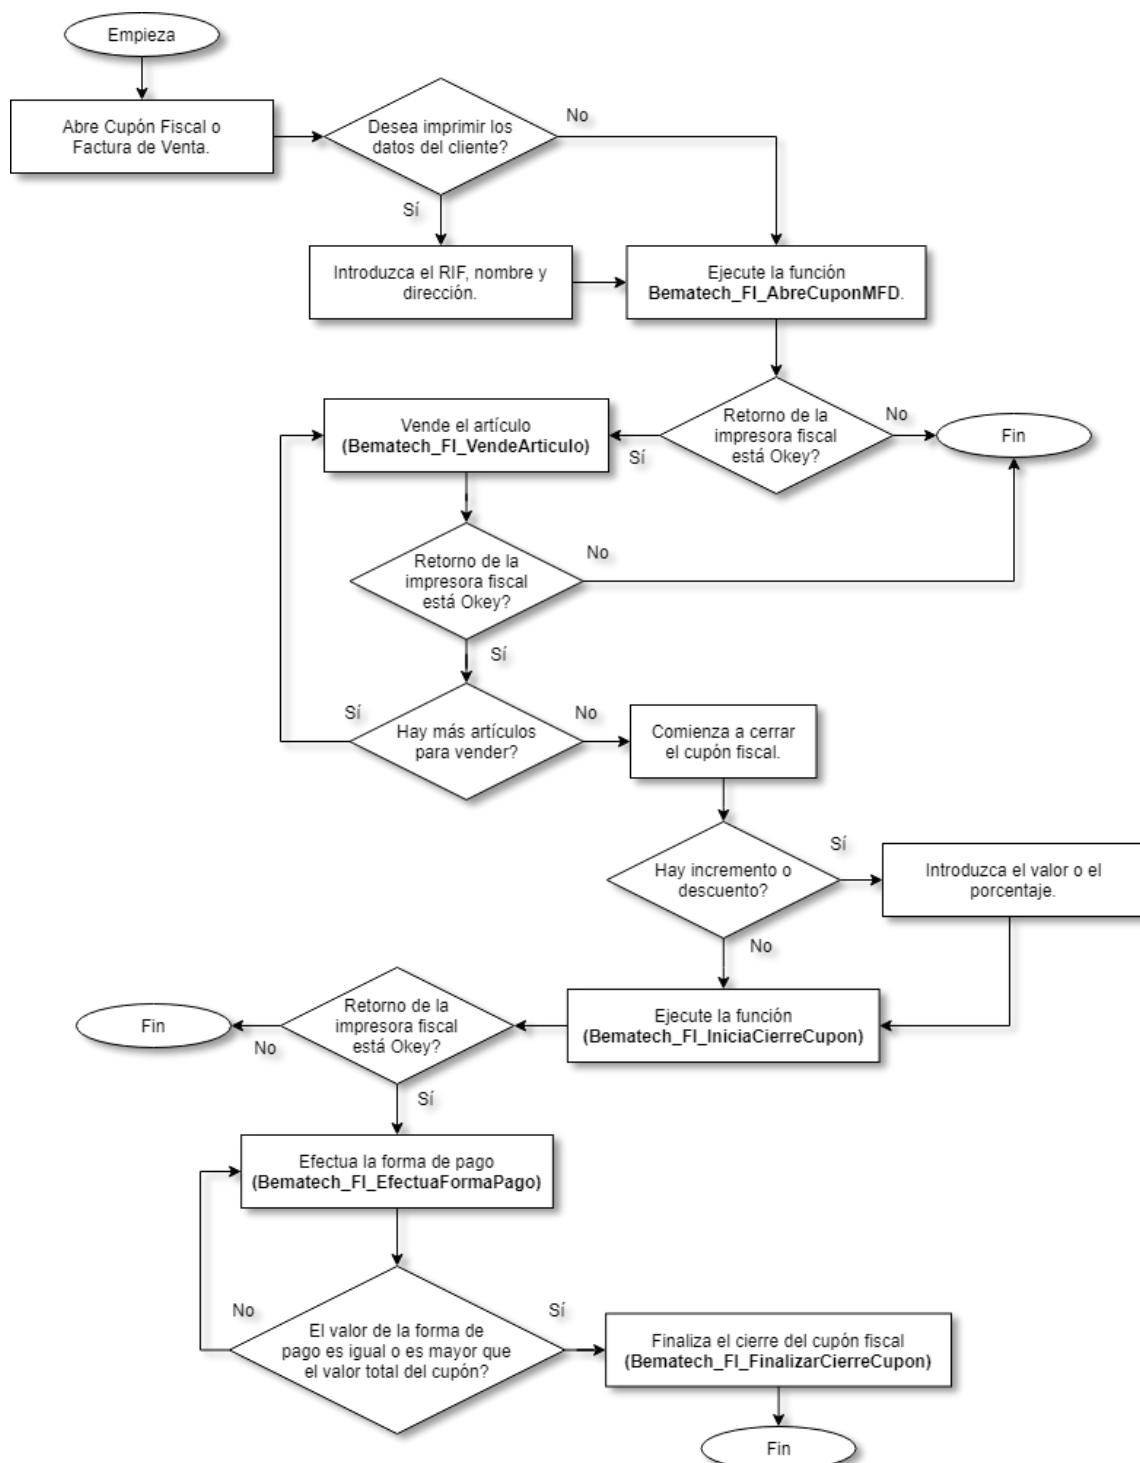 Empieza
Abre Cupón Fiscal o
Factura de Venta.
Desea imprimir los
datos del cliente?
No
Sí
Introduzca el RIF, nombre y
dirección.
Ejecute la función
Bematech_FI_AbreCuponMFD.
Retorno de la
impresora fiscal
está Okey?
No
Fin
Sí
Vende el artículo
(Bematech_FI_VendeArticulo)
Retorno de la
impresora fiscal
está Okey?
No
Sí
Hay más artículos
para vender?
Sí
No
Comienza a cerrar
el cupón fiscal.
Hay incremento o
descuento?
Sí
Introduzca el valor o el
porcentaje.
No
Ejecute la función
(Bematech_FI_IniciaCierreCupon)
Retorno de la
impresora fiscal
está Okey?
No
Fin
Sí
Efectua la forma de pago
(Bematech_FI_EfectuaFormaPago)
El valor de la forma de
pago es igual o es mayor que
el valor total del cupón?
No
Sí
Finaliza el cierre del cupón fiscal
(Bematech_FI_FinalizarCierreCupon)
Fin